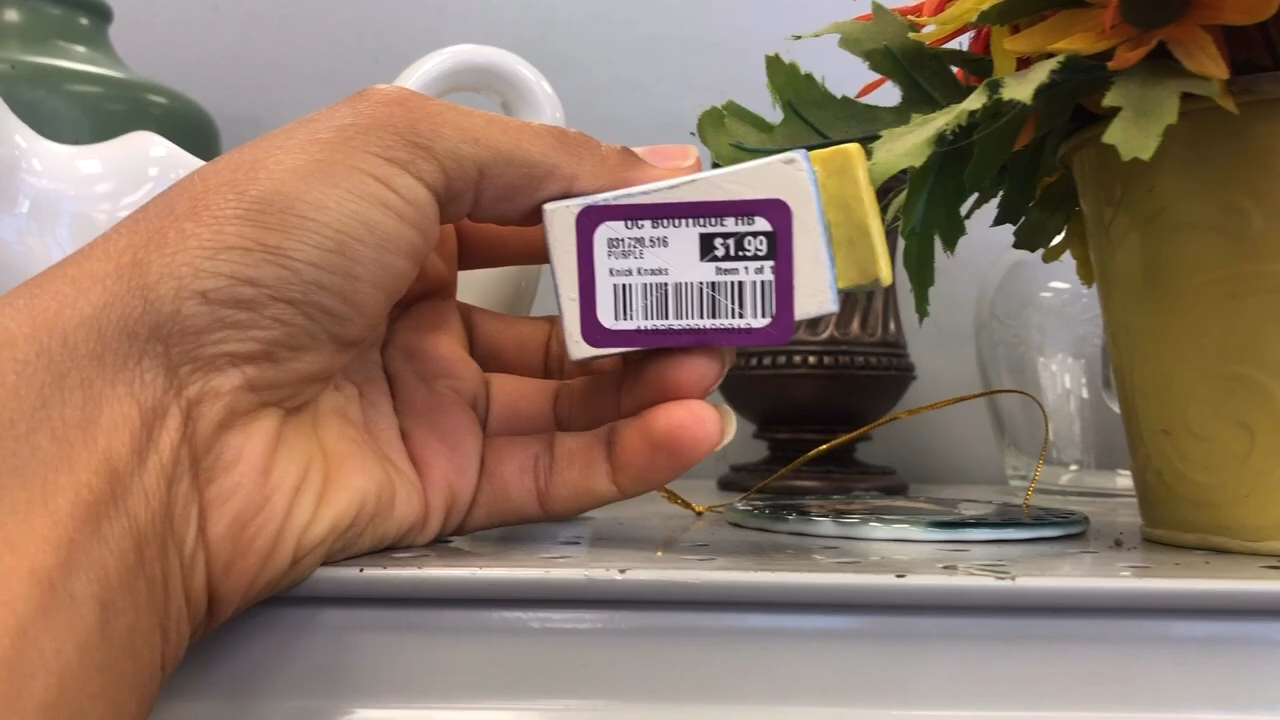 OC BOUTIQUE HB
031720.516
$1.99
PURPLE
Knick Knacks
Item 1 of 1